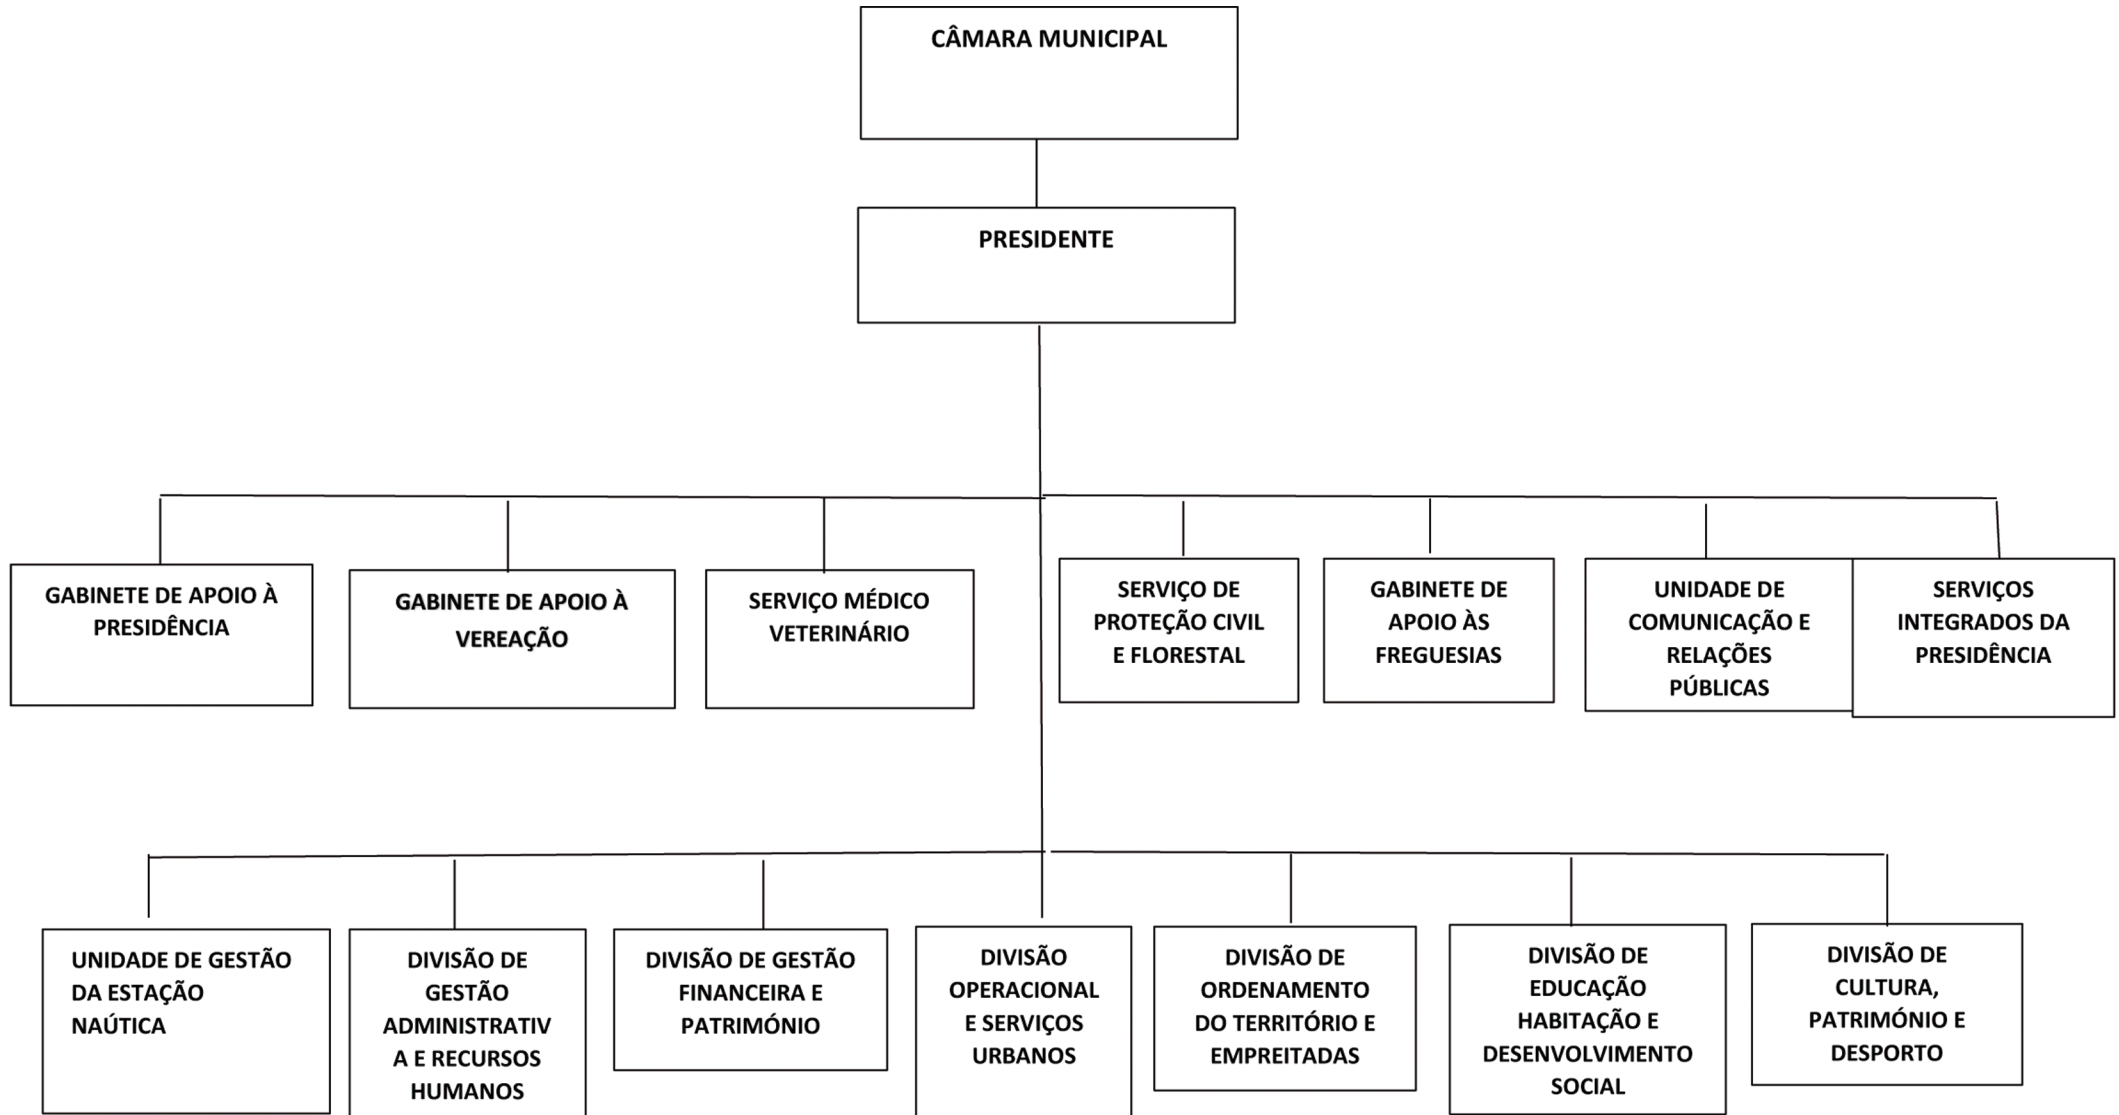 CÂMARA MUNICIPAL
PRESIDENTE
GABINETE DE APOIO À
PRESIDÊNCIA
GABINETE DE APOIO À
VEREAÇÃO
SERVIÇO MÉDICO
VETERINÁRIO
SERVIÇO DE
PROTEÇÃO CIVIL
E FLORESTAL
GABINETE DE
APOIO ÀS
FREGUESIAS
UNIDADE DE
COMUNICAÇÃO E
RELAÇÕES
PÚBLICAS
SERVIÇOS
INTEGRADOS DA
PRESIDÊNCIA
UNIDADE DE GESTÃO
DA ESTAÇÃO
NAÚTICA
DIVISÃO DE
GESTÃO
ADMINISTRATIV
A E RECURSOS
HUMANOS
DIVISÃO DE GESTÃO
FINANCEIRA E
PATRIMÓNIO
DIVISÃO
OPERACIONAL
E SERVIÇOS
URBANOS
DIVISÃO DE
ORDENAMENTO
DO TERRITÓRIO E
EMPREITADAS
DIVISÃO DE
EDUCAÇÃO
HABITAÇÃO E
DESENVOLVIMENTO
SOCIAL
DIVISÃO DE
CULTURA,
PATRIMÓNIO E
DESPORTO